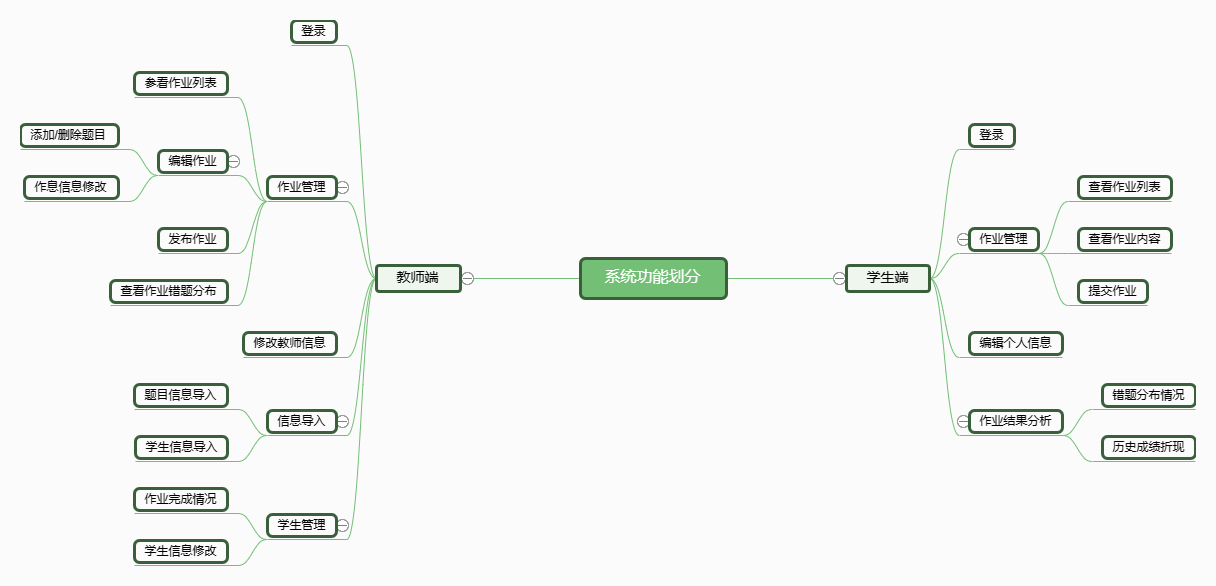 系统功能划分
教师端
登录
作业管理
参看作业列表
编辑作业
添加/删除题目
作息信息修改
发布作业
查看作业错题分布
修改教师信息
信息导入
题目信息导入
学生信息导入
学生管理
作业完成情况
学生信息修改
学生端
登录
作业管理
查看作业列表
查看作业内容
提交作业
编辑个人信息
作业结果分析
错题分布情况
历史成绩折现